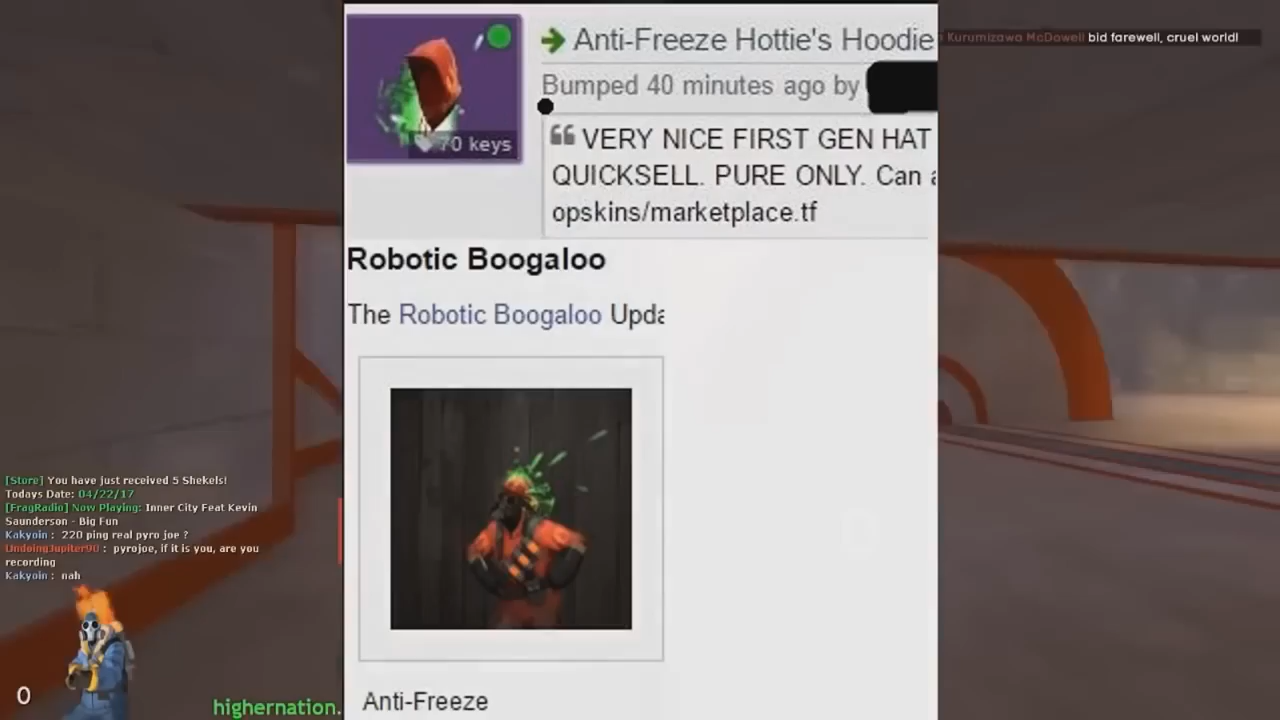 Anti-Freeze Hottie's Hoodie
Bumped 40 minutes ago by
70 keys
VERY NICE FIRST GEN HAT
QUICKSELL. PURE ONLY. Can a
opskins/marketplace.tf
Robotic Boogaloo
The Robotic Boogaloo Upda
Anti-Freeze
Kurumizawa McDowell bid farewell, cruel world!
[Store] You have just received 5 Shekels!
Todays Date: 04/22/17
[FragRadio] Now Playing: Inner City Feat Kevin
Saunderson - Big Fun
Kakyoin : 220 ping real pyro joe ?
UndoingJupiter90 : pyrojoe, if it is you, are you
recording
Kakyoin : nah
0
highernation.